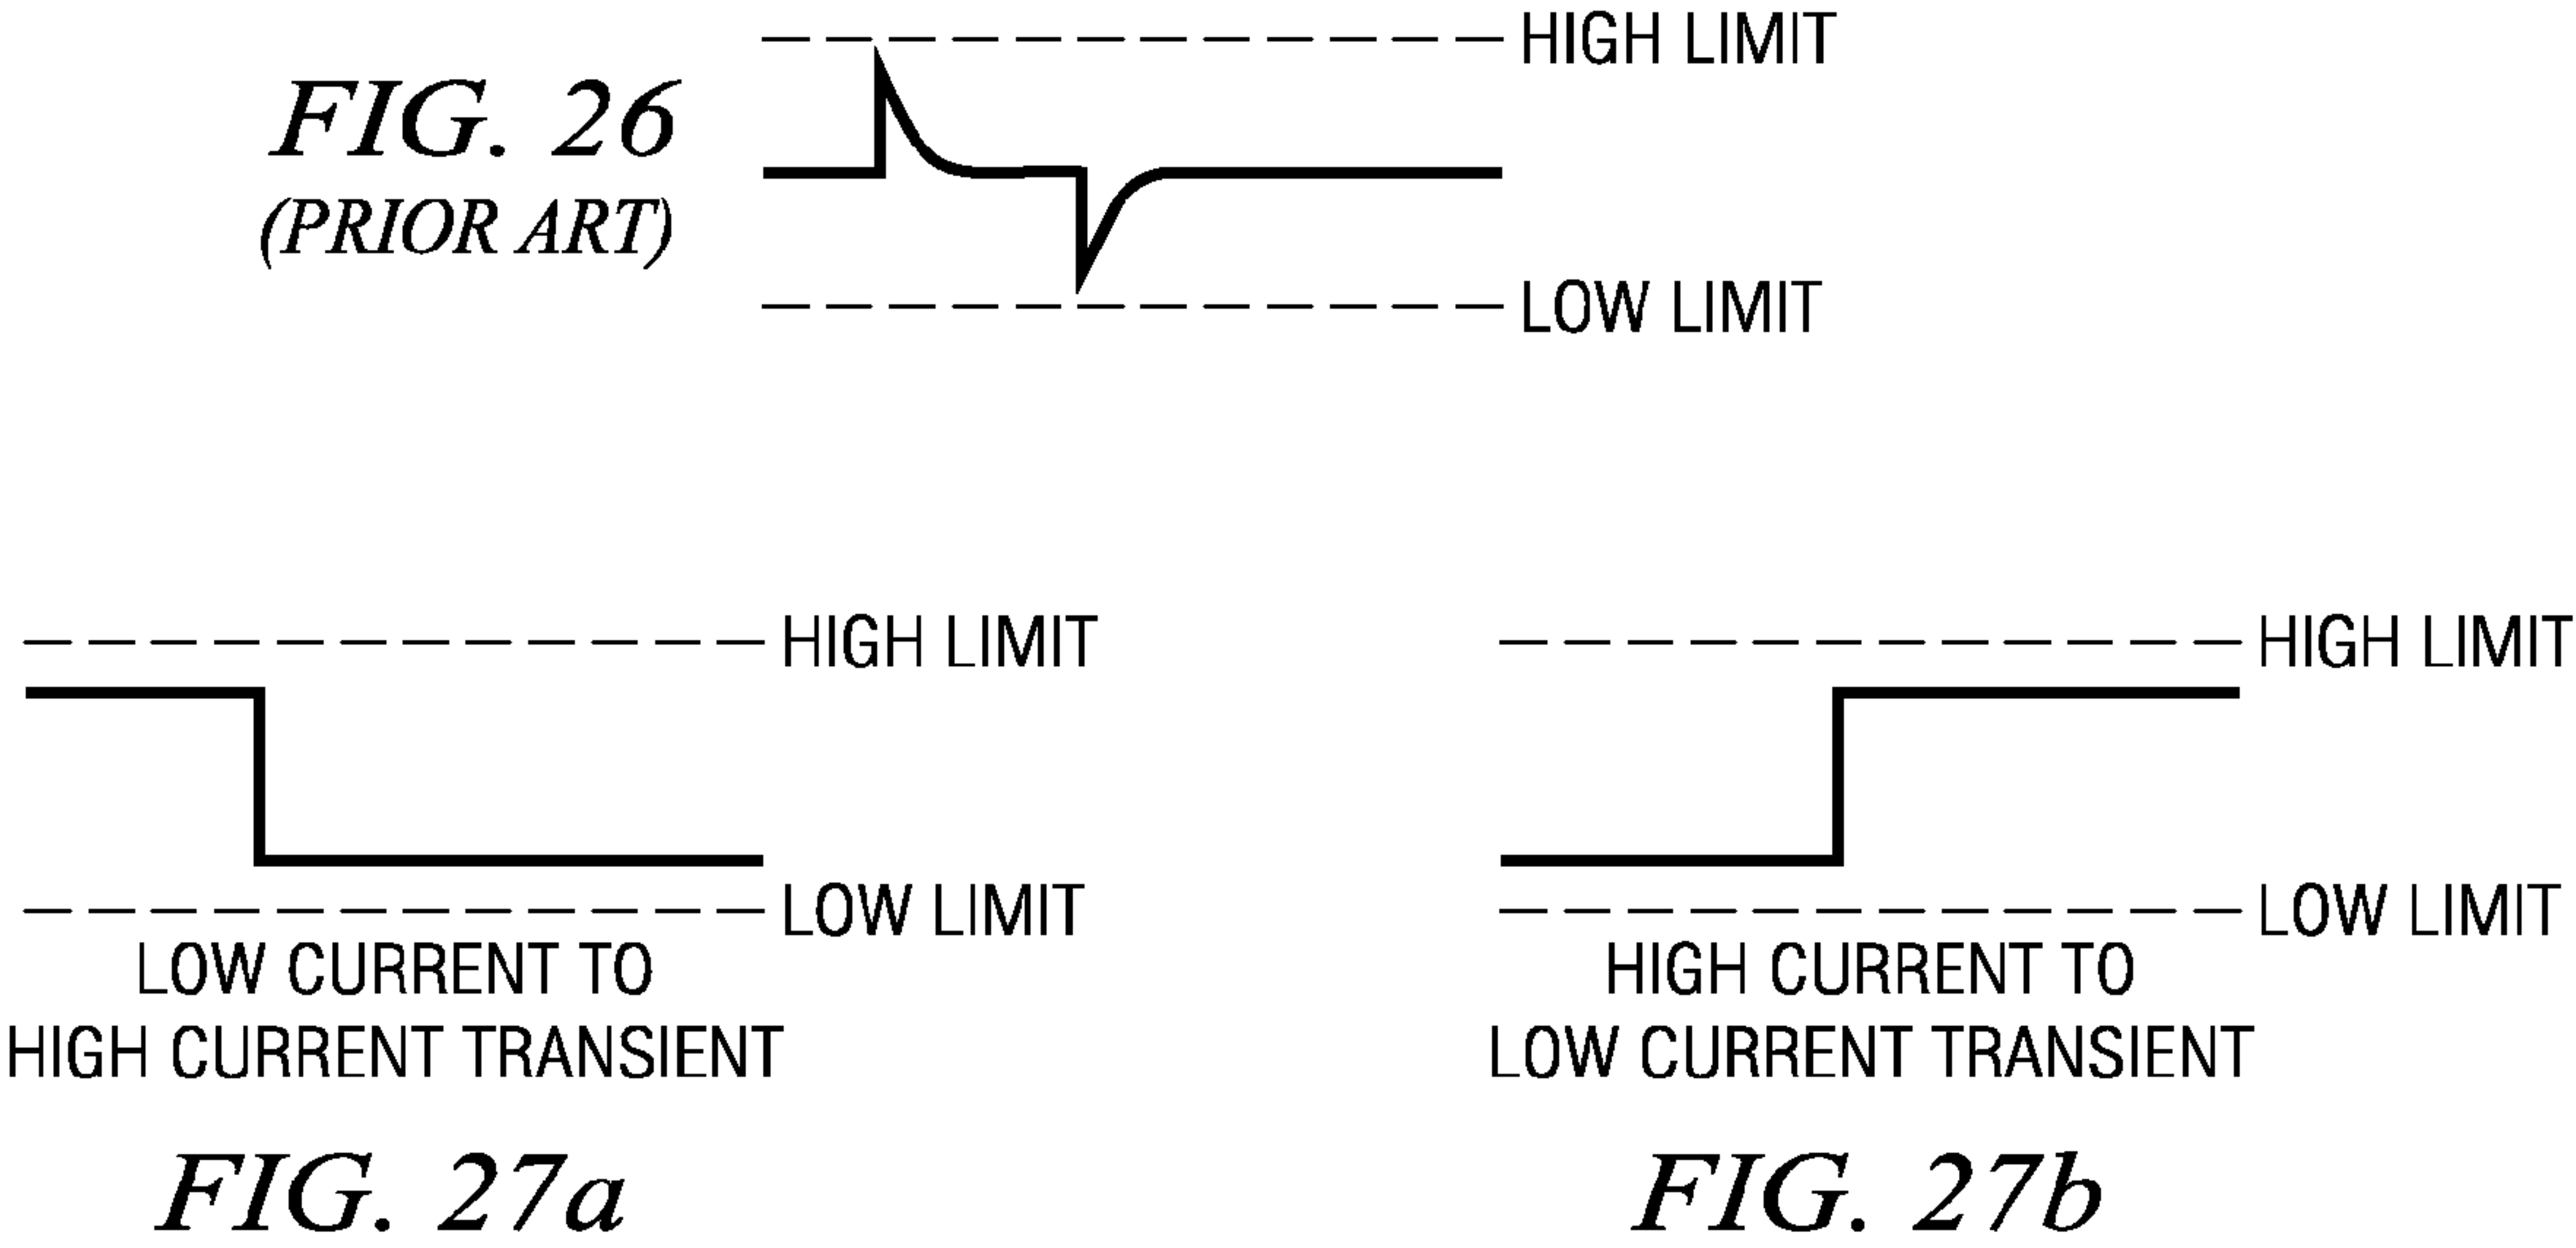 FIG. 26
(PRIOR ART)
HIGH LIMIT
LOW LIMIT
HIGH LIMIT
LOW LIMIT
LOW CURRENT TO
HIGH CURRENT TRANSIENT
FIG. 27a
HIGH LIMIT
LOW LIMIT
HIGH CURRENT TO
LOW CURRENT TRANSIENT
FIG. 27b